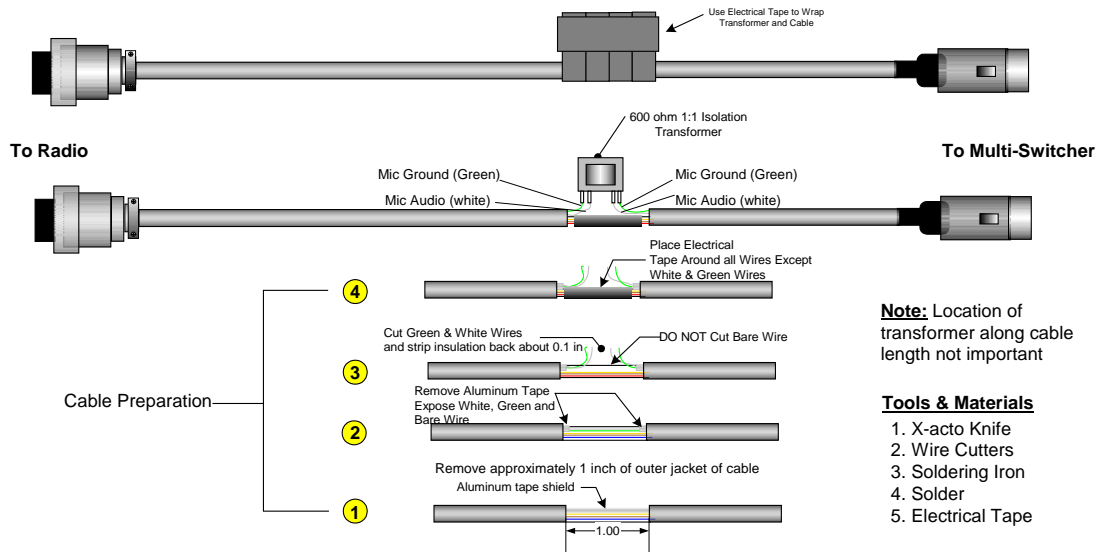 Use Electrical Tape to Wrap
Transformer and Cable
600 ohm 1:1 Isolation
Transformer
To Radio
To Multi-Switcher
Mic Ground (Green)
Mic Ground (Green)
Mic Audio (white)
Mic Audio (white)
Place Electrical
Tape Around all Wires Except
White & Green Wires
4
Cut Green & White Wires
and strip insulation back about 0.1 in
DO NOT Cut Bare Wire
3
Cable Preparation
Remove Aluminum Tape
Expose White, Green and
Bare Wire
2
Remove approximately 1 inch of outer jacket of cable
Aluminum tape shield
1
1.00
Note: Location of
transformer along cable
length not important
Tools & Materials
1. X-acto Knife
2. Wire Cutters
3. Soldering Iron
4. Solder
5. Electrical Tape